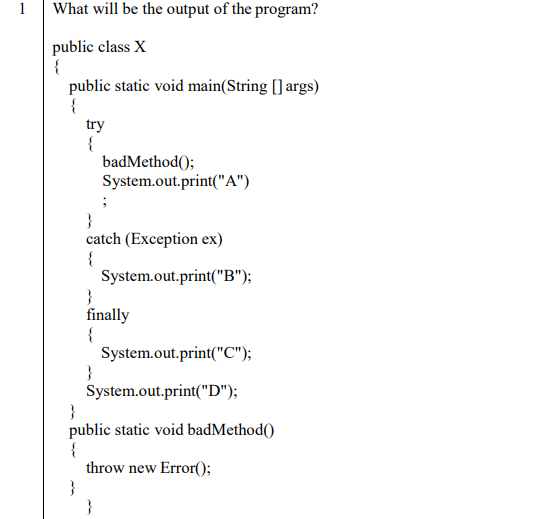 1 What will be the output of the program?
public class X
{
public static void main(String [] args)
{
try
{
badMethod();
System.out.print("A")
;
}
catch (Exception ex)
{
System.out.print("B");
}
finally
{
System.out.print("C");
}
System.out.print("D");
}
public static void badMethod()
{
throw new Error();
}
}